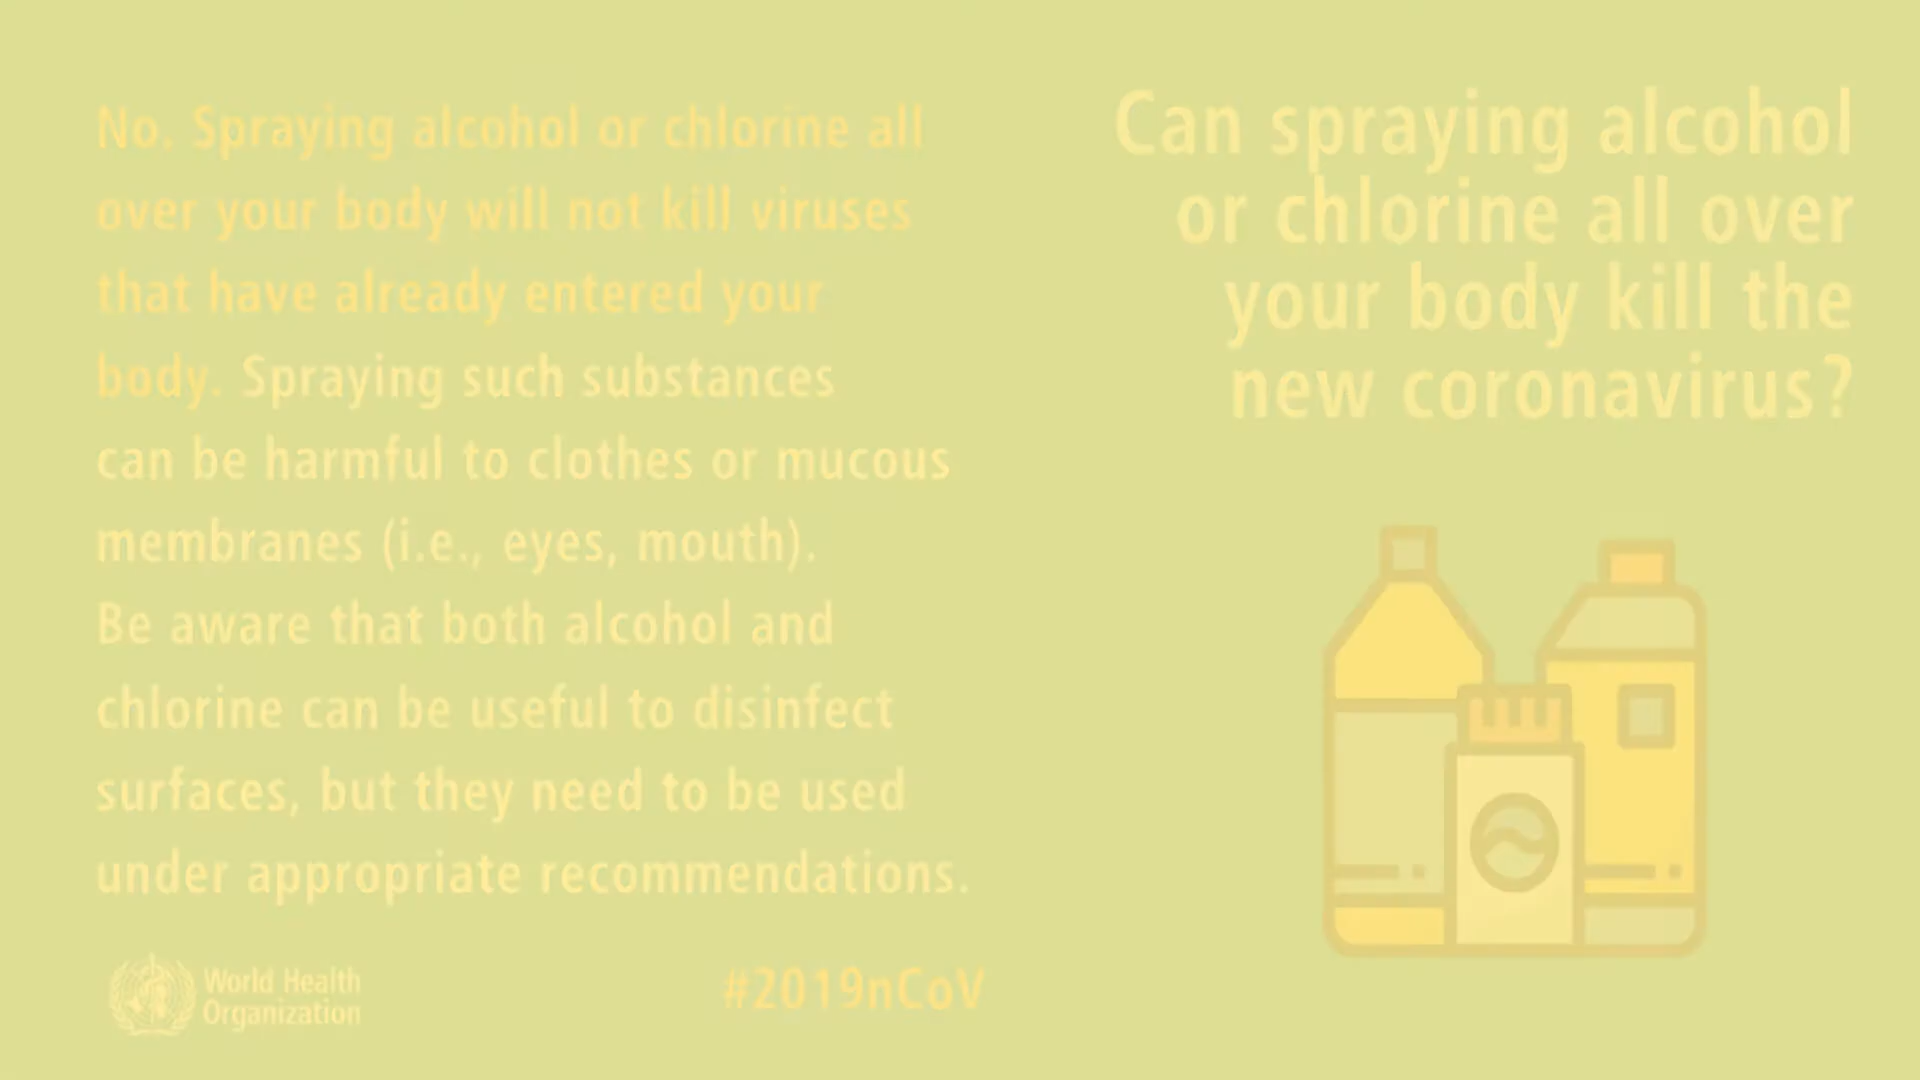 No. Spraying alcohol or chlorine all
over your body will not kill viruses
that have already entered your
body. Spraying such substances
can be harmful to clothes or mucous
membranes (i.e., eyes, mouth).
Be aware that both alcohol and
chlorine can be useful to disinfect
surfaces, but they need to be used
under appropriate recommendations.
World Health
Organization
#2019nCoV
Can spraying alcohol
or chlorine all over
your body kill the
new coronavirus?